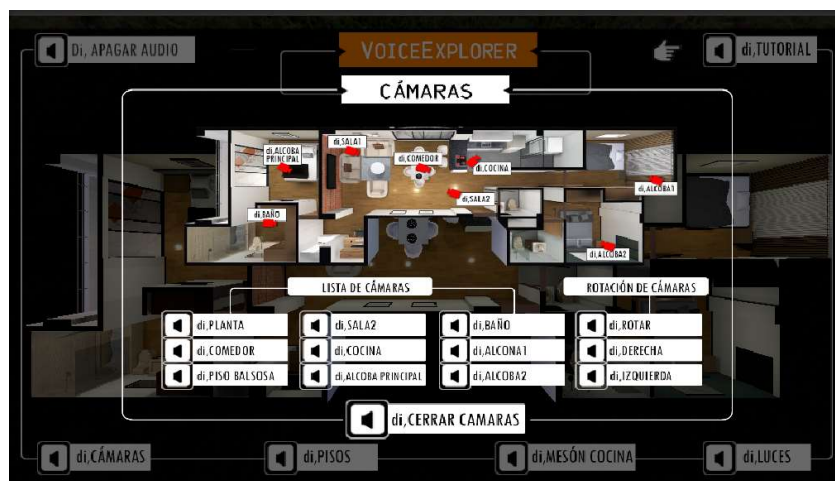 Di, APAGAR AUDIO
VOICEEXPLORER
di,TUTORIAL
CÁMARAS
di,ALCOBA
PRINCIPAL
di,SALA1
di,COMEDOR
di,COCINA
di,ALCOBA1
di,SALA2
di,BAÑO
di,ALCOBA2
LISTA DE CÁMARAS
ROTACIÓN DE CÁMARAS
di,PLANTA
di,SALA2
di,BAÑO
di,ROTAR
di,COMEDOR
di,COCINA
di,ALCONA1
di,DERECHA
di,PISO BALSOSA
di,ALCOBA PRINCIPAL
di,ALCOBA2
di,IZQUIERDA
di,CERRAR CAMARAS
di,CÁMARAS
di,PISOS
di,MESÓN COCINA
di,LUCES